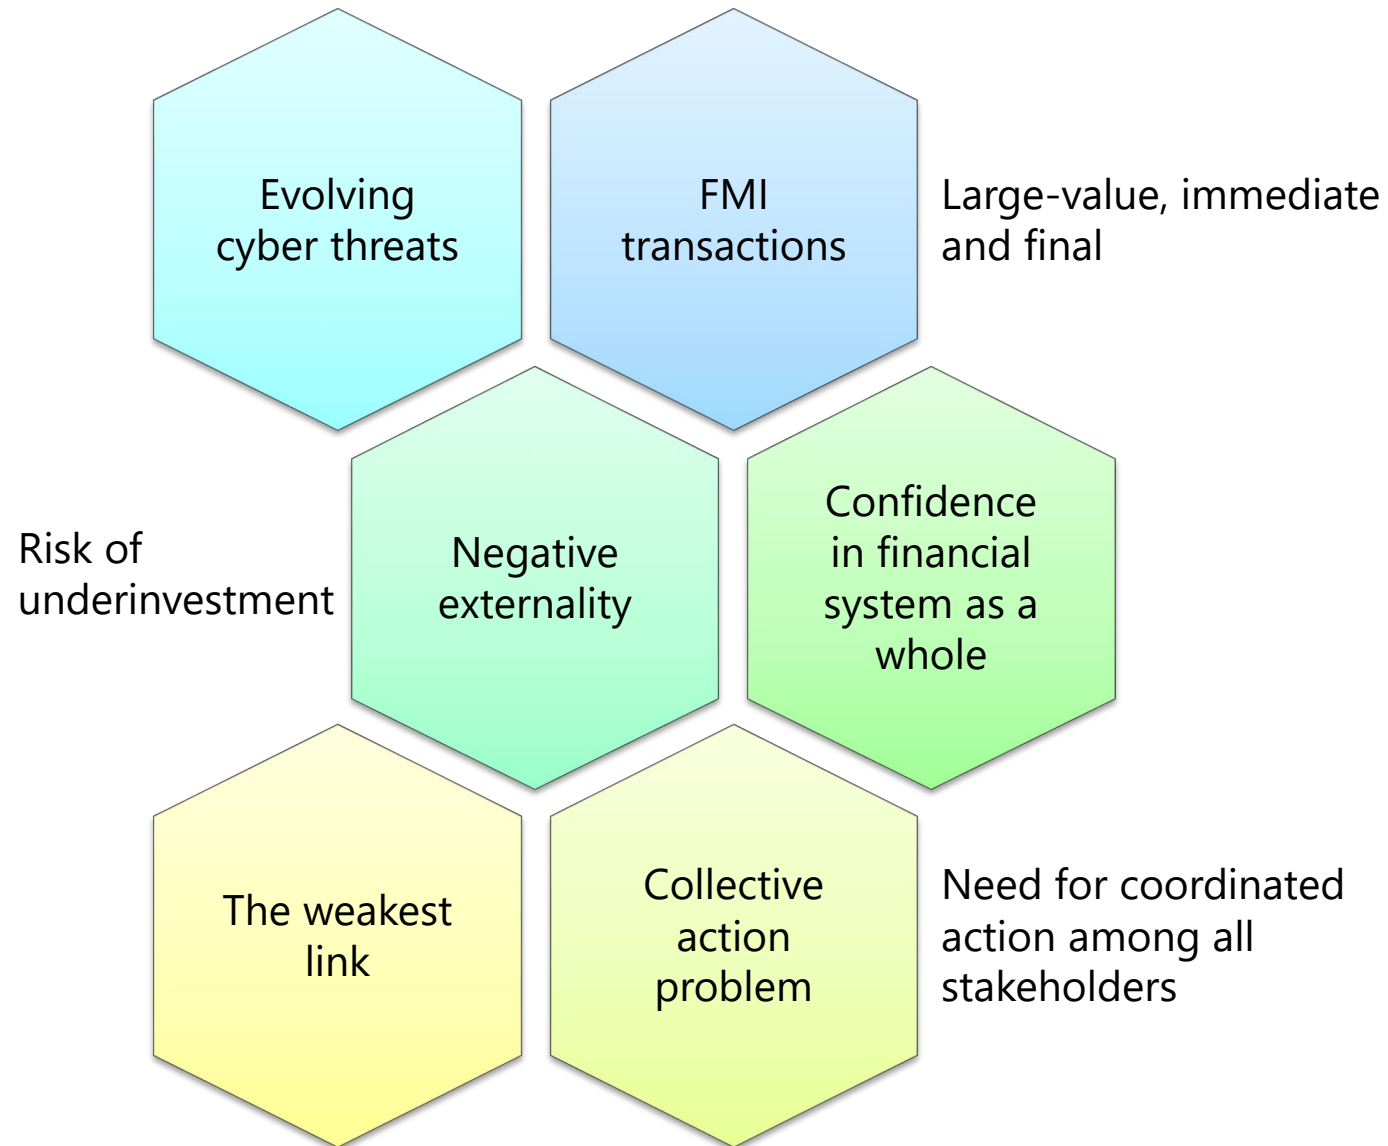 Evolving
cyber threats
FMI
transactions
Large-value, immediate
and final
Risk of
underinvestment
Negative
externality
Confidence
in financial
system as a
whole
The weakest
link
Collective
action
problem
Need for coordinated
action among all
stakeholders